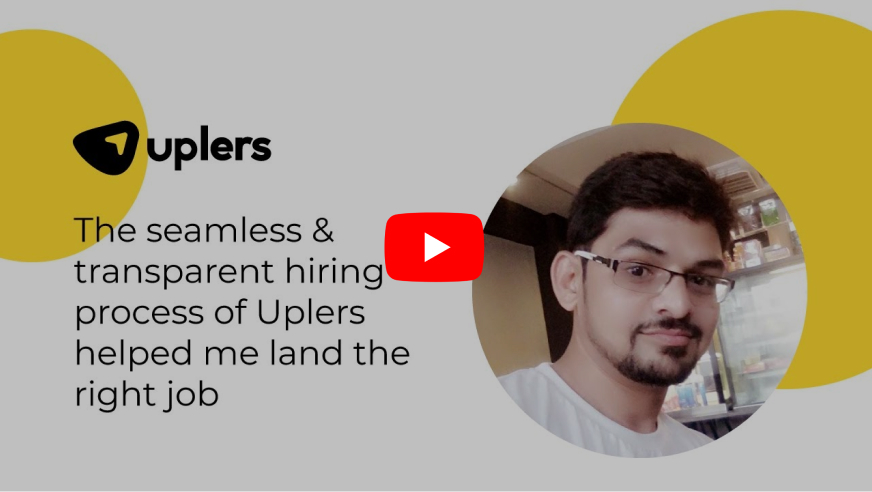 uplers
The seamless &
transparent hiring
process of Uplers
helped me land the
right job